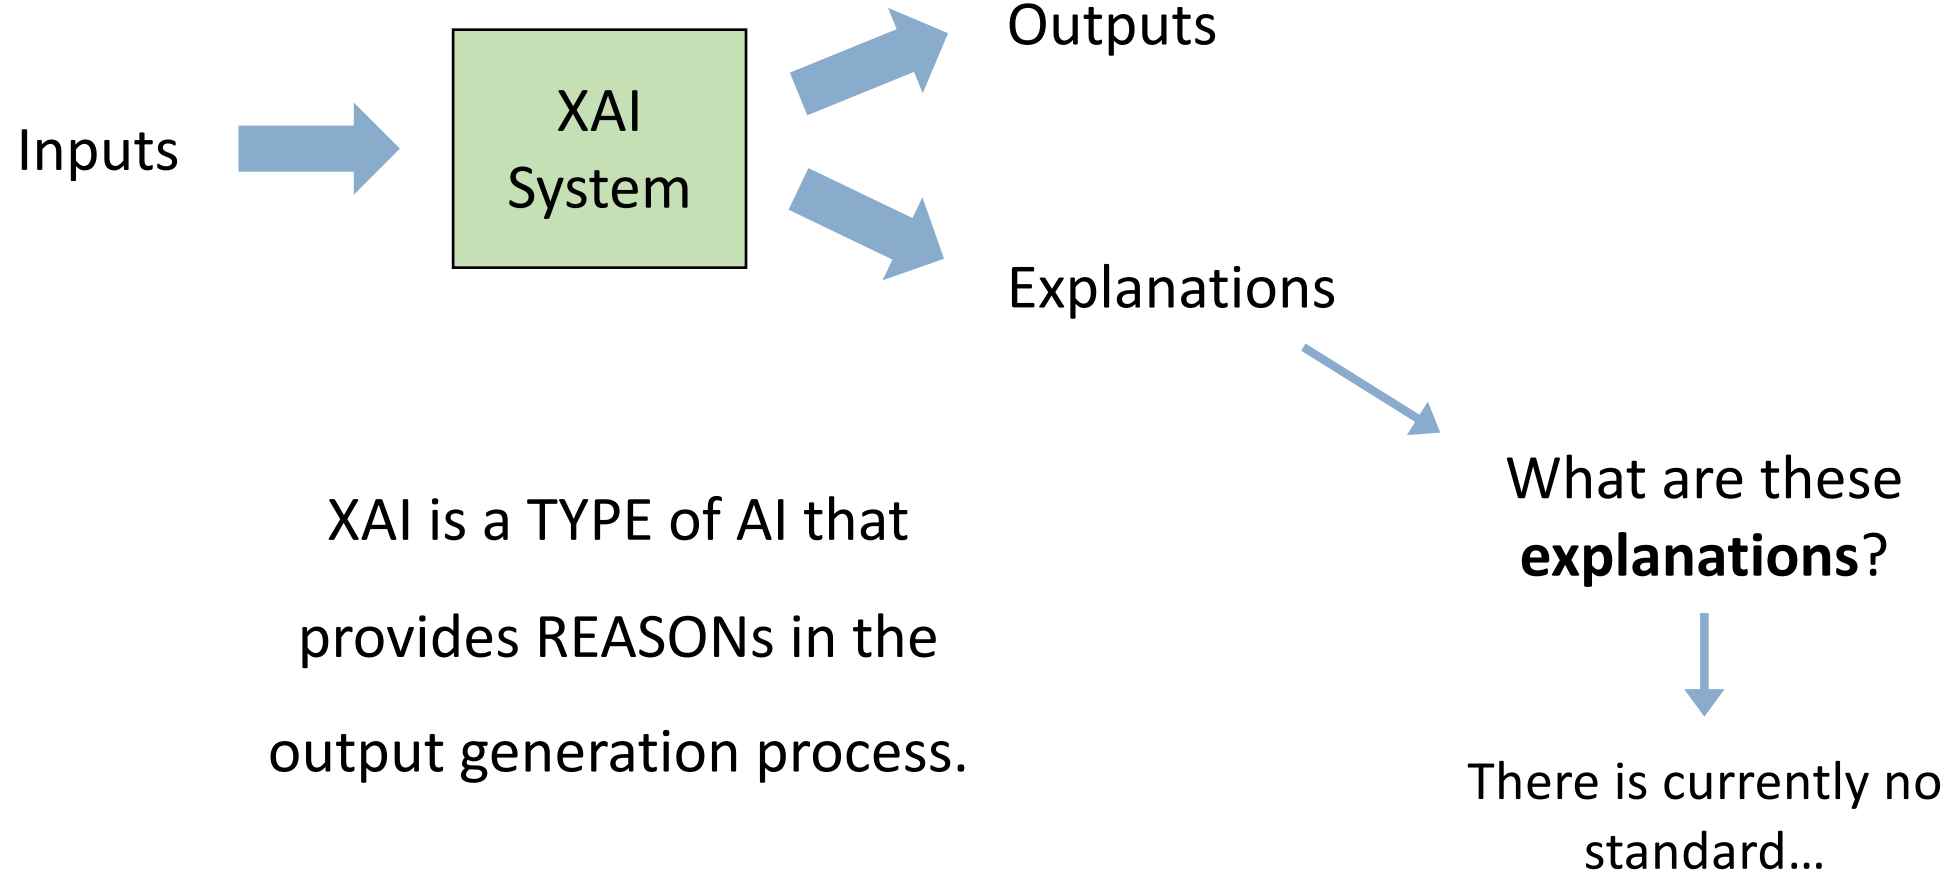 Outputs
XAI
System
Inputs
Explanations
What are these
explanations?
XAI is a TYPE of AI that
provides REASONs in the
output generation process.
There is currently no
standard...